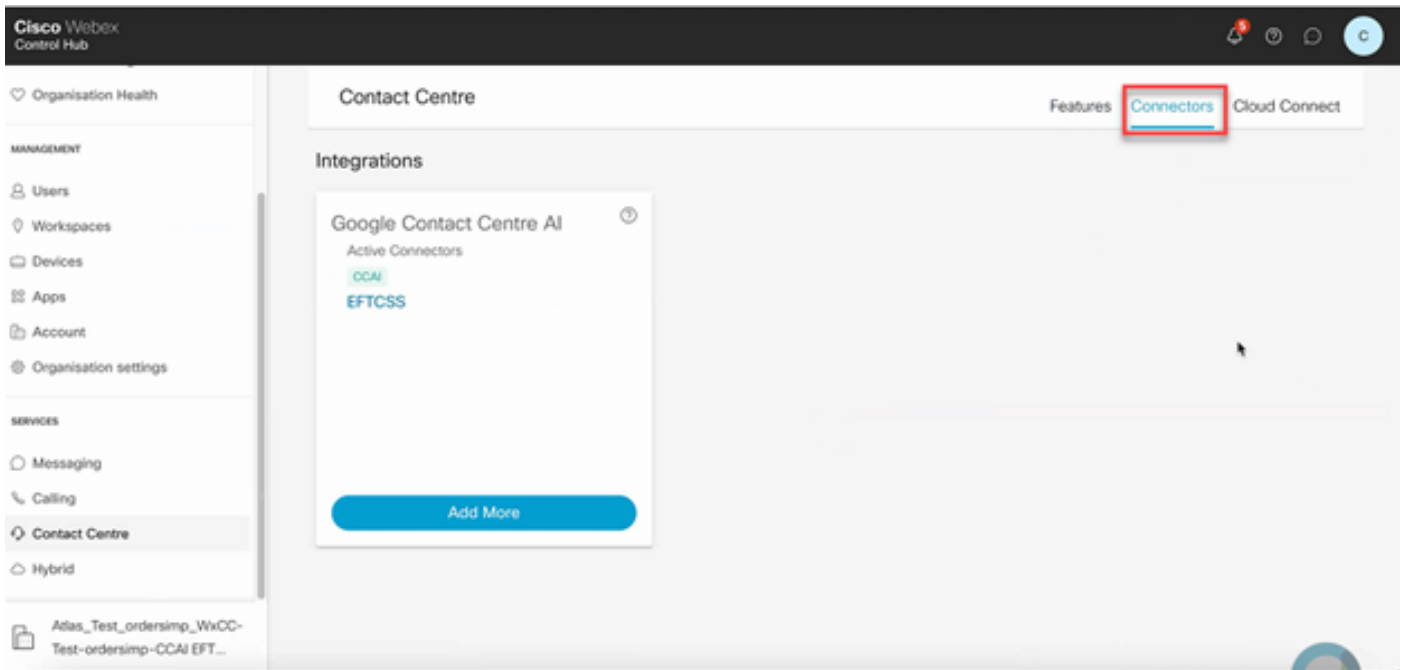 Cisco Webex
Control Hub
5
C
Organisation Health
MANAGEMENT
Users
Workspaces
Devices
Apps
Account
Organisation settings
SERVICES
Messaging
Calling
Contact Centre
Hybrid
Atlas_Test_ordersimp_WxCC-
Test-ordersimp-CCAI EFT...
Contact Centre
Features Connectors Cloud Connect
Integrations
Google Contact Centre AI
Active Connectors
CCAI
EFTCSS
Add More